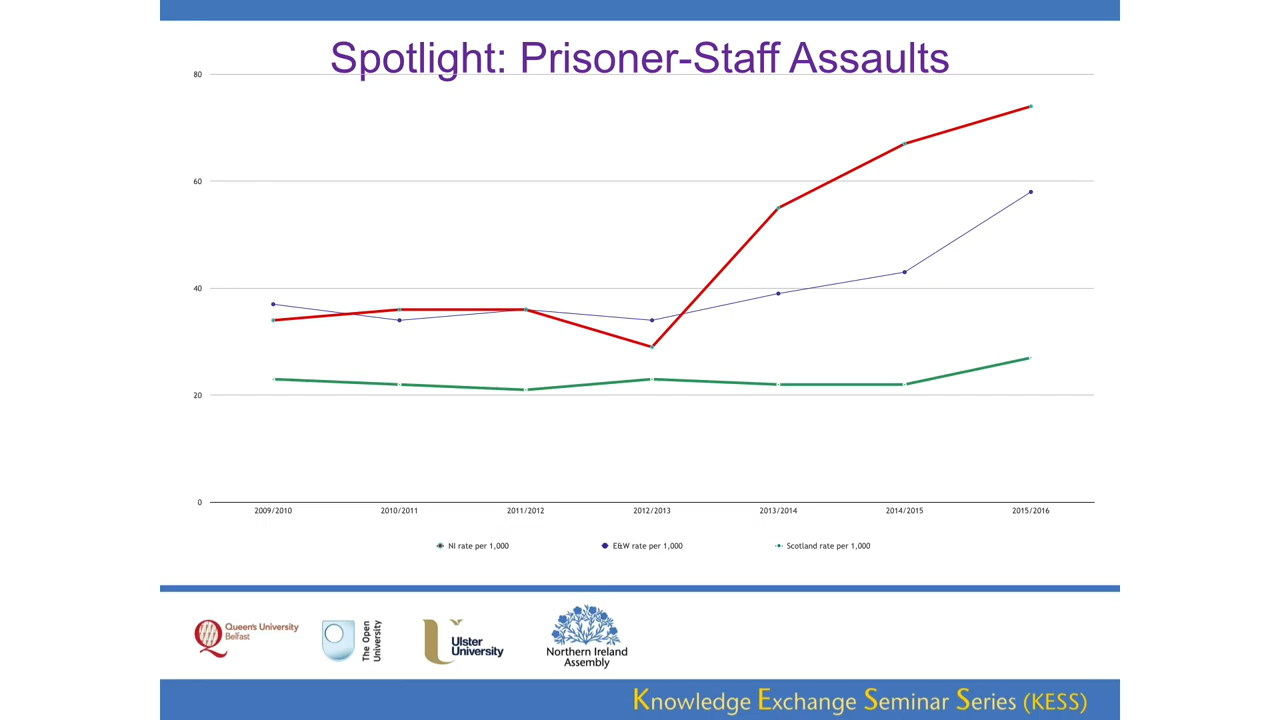 Spotlight: Prisoner-Staff Assaults
80
60
40
20
0
2009/2010 2010/2011 2011/2012 2012/2013 2013/2014 2014/2015 2015/2016
NI rate per 1,000 E&W rate per 1,000 Scotland rate per 1,000
Queen's University
Belfast
The Open
University
Ulster
University
Northern Ireland
Assembly
Knowledge Exchange Seminar Series (KESS)